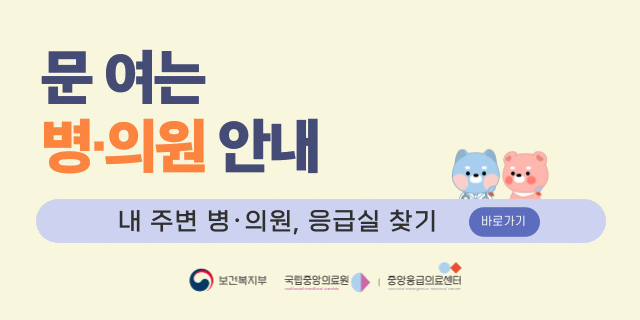 문 여는
병·의원 안내
내 주변 병·의원, 응급실 찾기
바로가기
보건복지부
국립중앙의료원
중앙응급의료센터